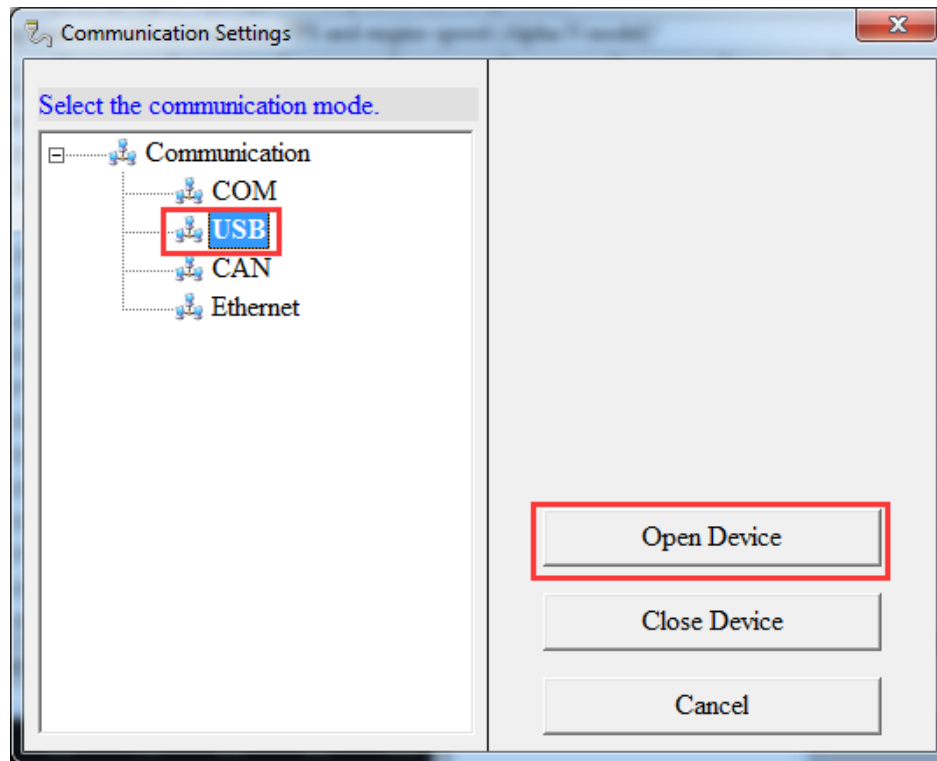 Communication Settings
Select the communication mode.
Communication
COM
USB
CAN
Ethernet
Open Device
Close Device
Cancel